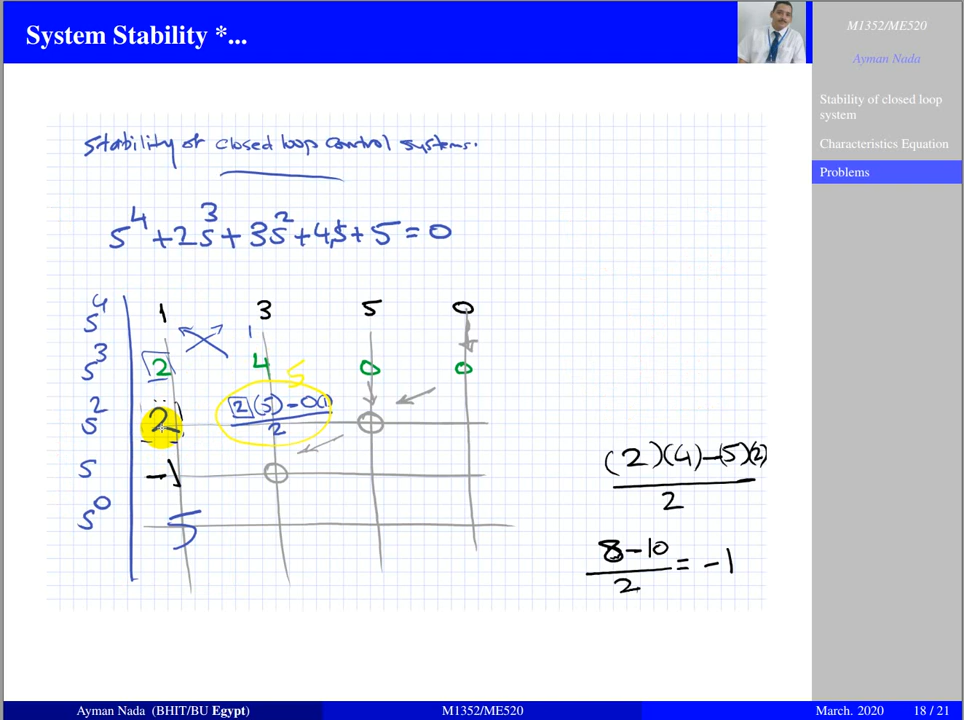 System Stability *...
M1352/ME520
Ayman Nada
Stability of closed loop
system
Characteristics Equation
Problems
Stability of closed loop control systems.
s⁴ + 2s³ + 3s² + 4s + 5 = 0
s⁴ 1 3 5 0
s³ 2 4 0 0
5
s² 2 2(5) - 0(1) / 2 0
s -1 0
s⁰ 5
(2)(4) - (5)(2) / 2
8 - 10 / 2 = -1
Ayman Nada (BHIT/BU Egypt) M1352/ME520 March. 2020 18 / 21